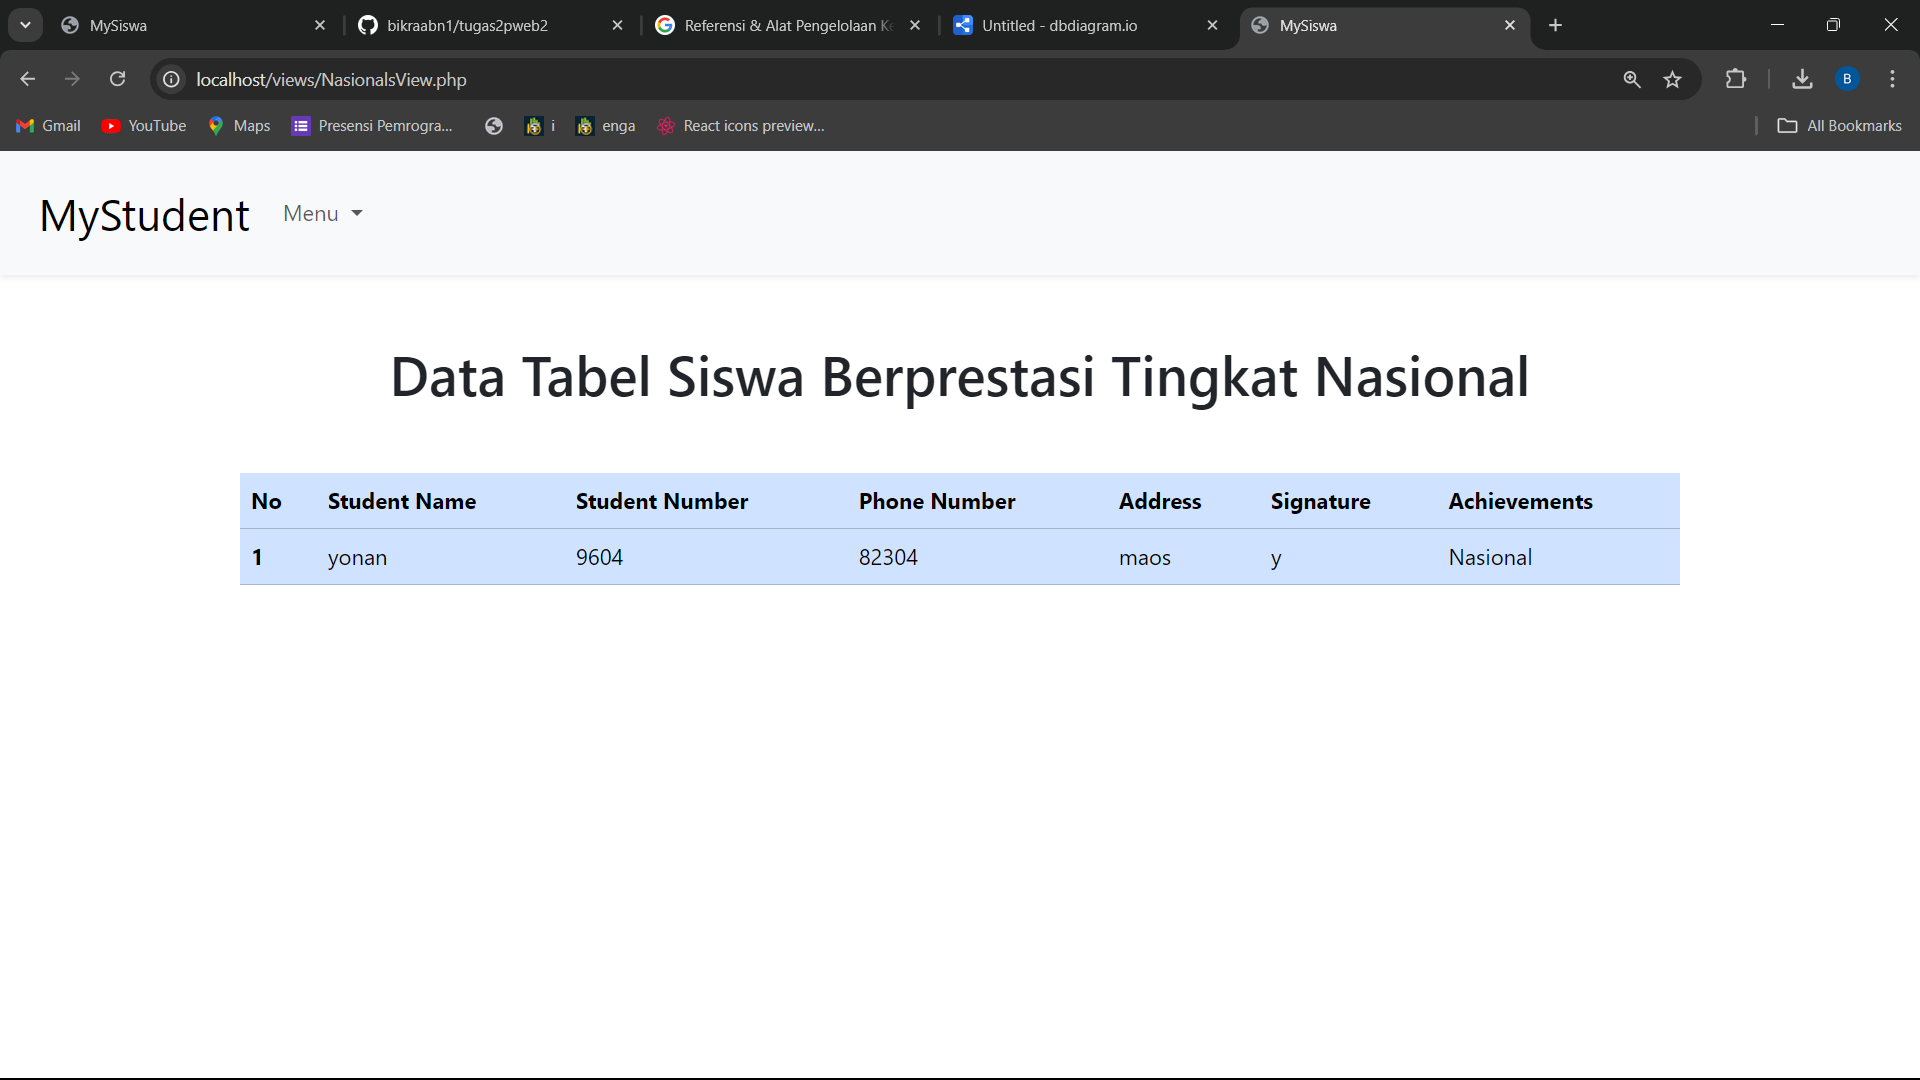 MySiswa
bikraabn1/tugas2pweb2
Referensi & Alat Pengelolaan Ke
Untitled - dbdiagram.io
MySiswa
localhost/views/NasionalsView.php
B
Gmail
YouTube
Maps
Presensi Pemrogra...
i
enga
React icons preview...
All Bookmarks
MyStudent
Menu
Data Tabel Siswa Berprestasi Tingkat Nasional
No Student Name Student Number Phone Number Address Signature Achievements
1 yonan 9604 82304 maos y Nasional